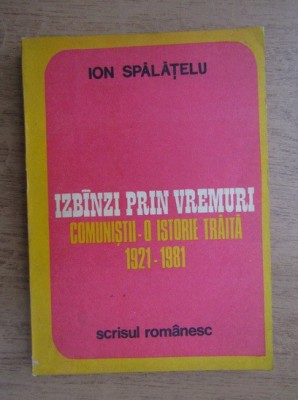 ION SPĂLĂȚELU
IZBÎNZI PRIN VREMURI
COMUNIȘTII-O ISTORIE TRĂITĂ
1921-1981
scrisul românesc